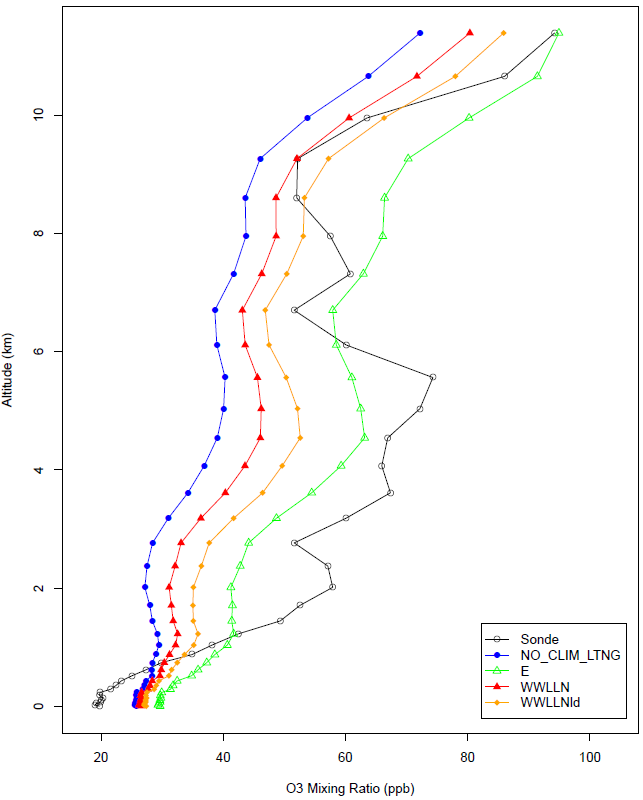 10
8
6
4
2
0
Altitude (km)
20 40 60 80 100
O3 Mixing Ratio (ppb)
Sonde
NO_CLIM_LTNG
E
WWLLN
WWLLNld